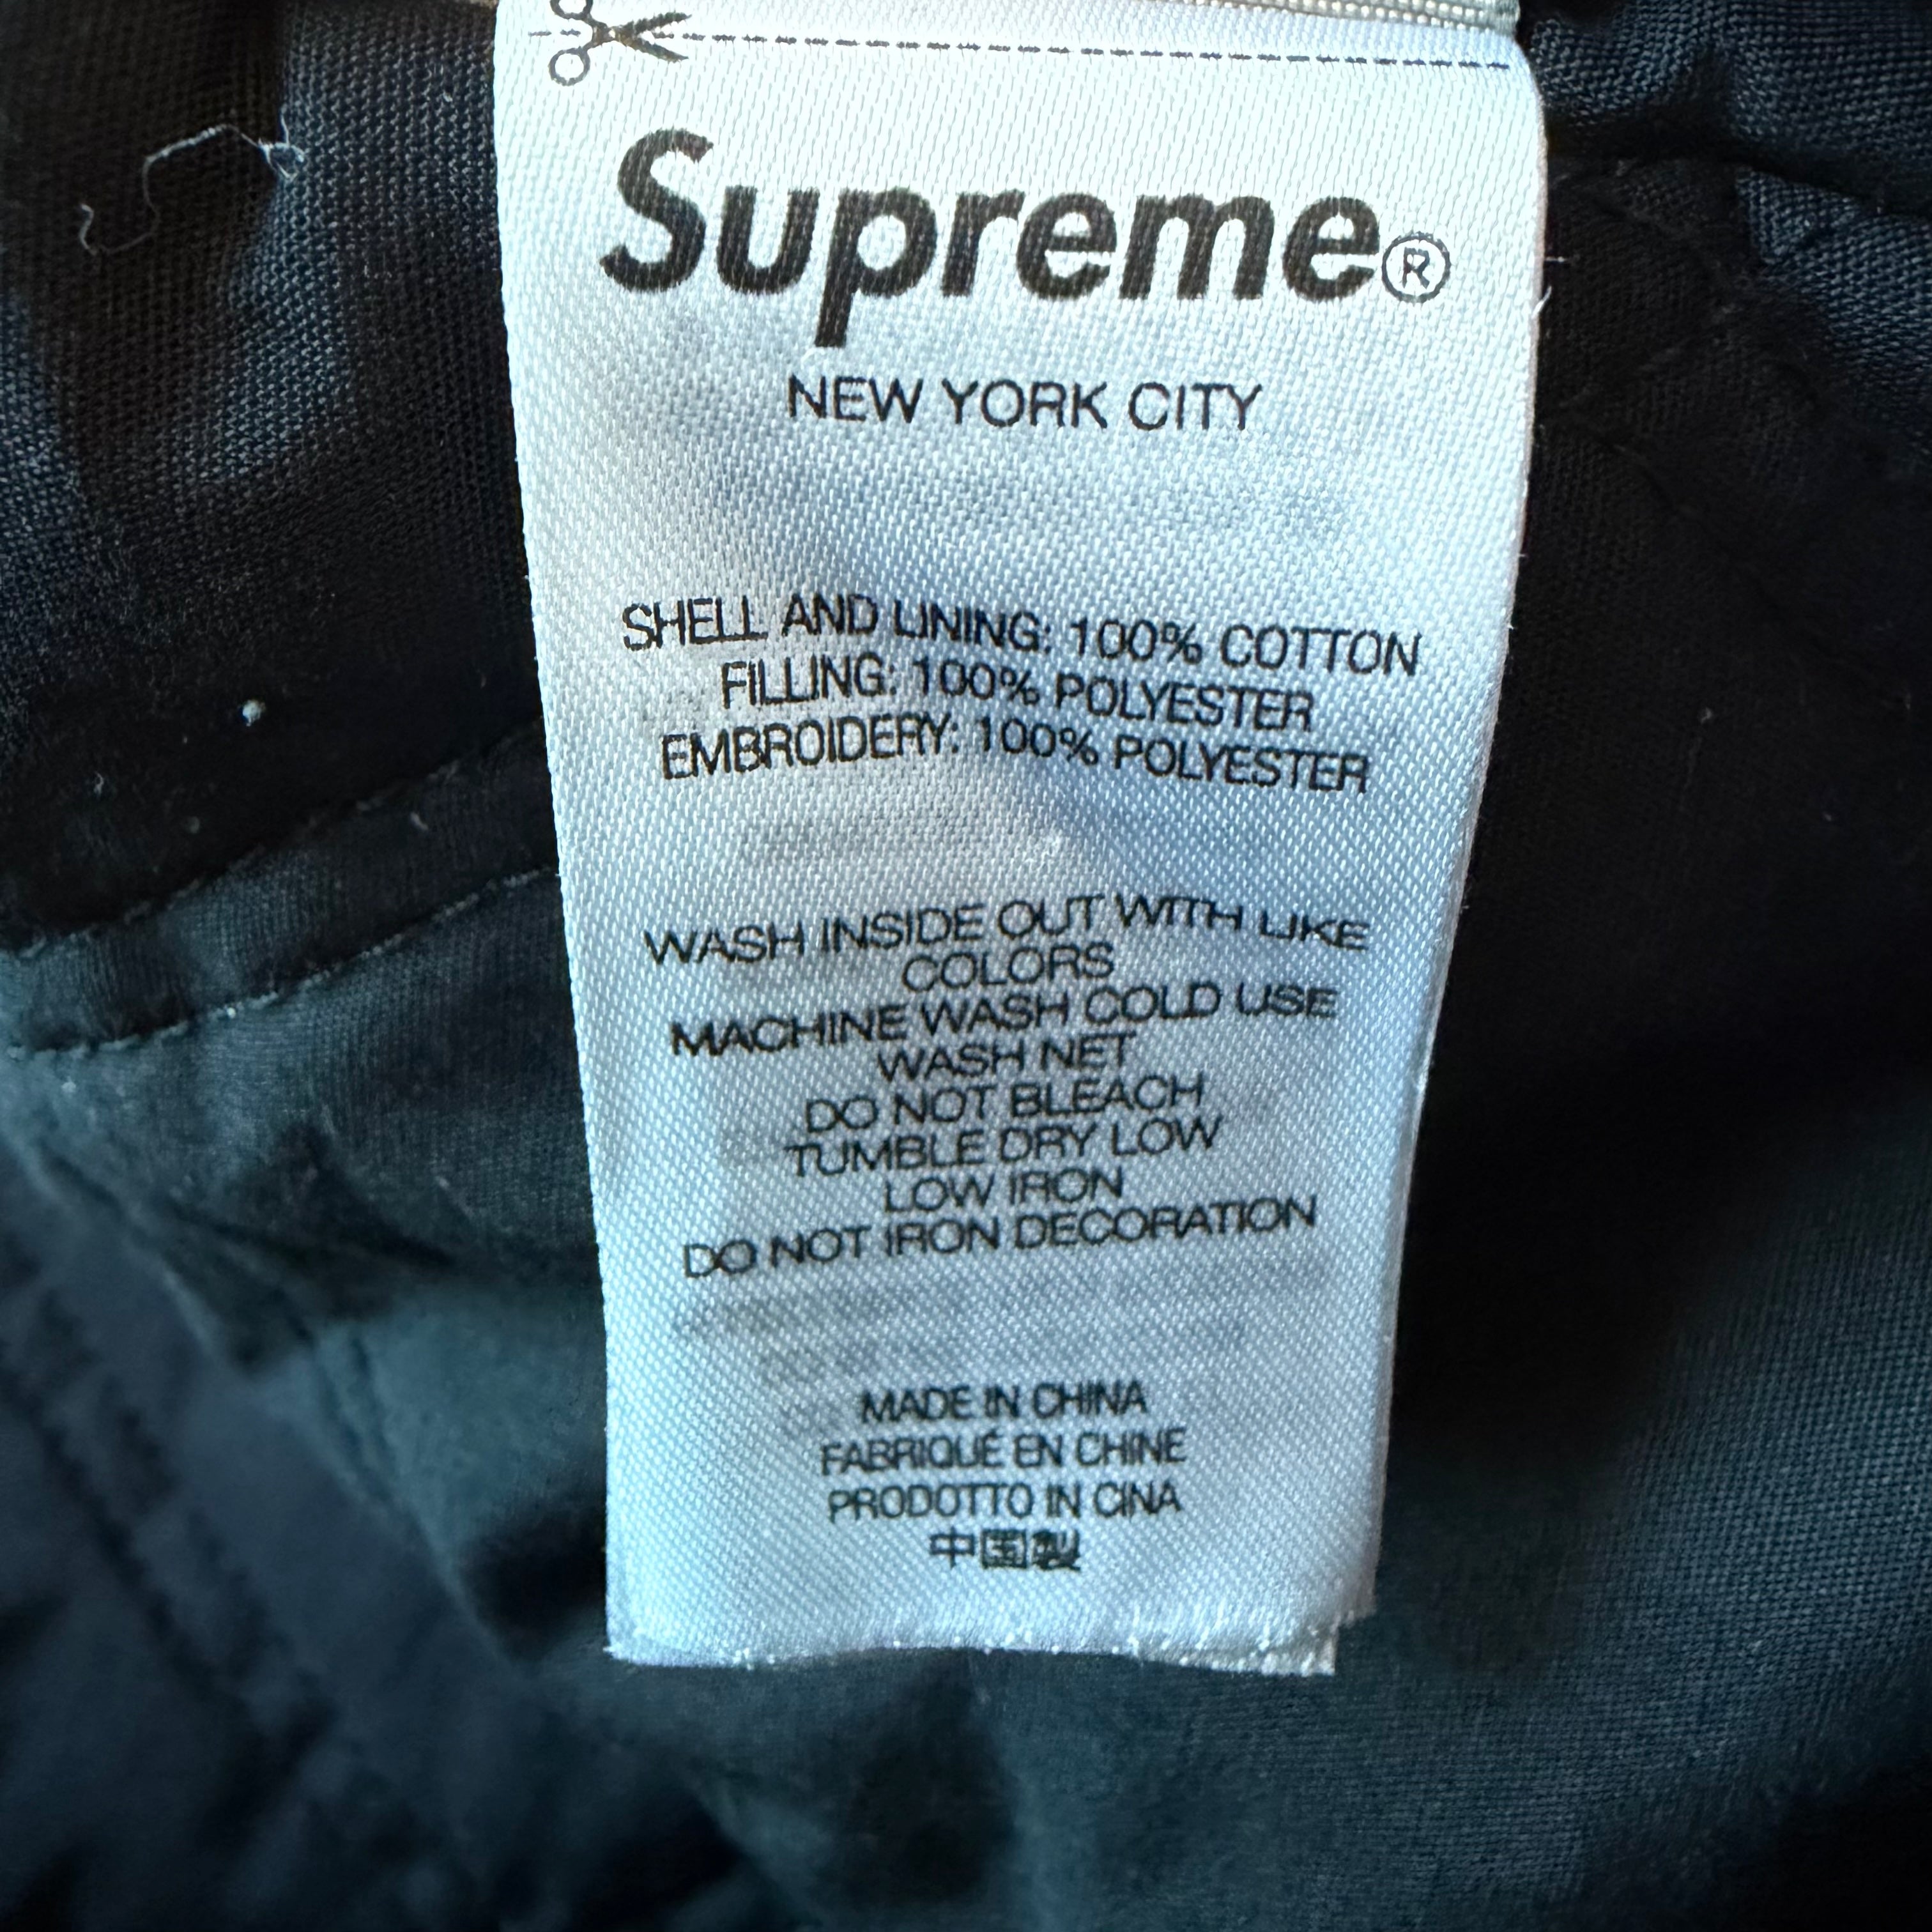 Supreme®
NEW YORK CITY
SHELL AND LINING: 100% COTTON
FILLING: 100% POLYESTER
EMBROIDERY: 100% POLYESTER
WASH INSIDE OUT WITH LIKE
COLORS
MACHINE WASH COLD USE
WASH NET
DO NOT BLEACH
TUMBLE DRY LOW
LOW IRON
DO NOT IRON DECORATION
MADE IN CHINA
FABRIQUÉ EN CHINE
PRODOTTO IN CINA
中国製